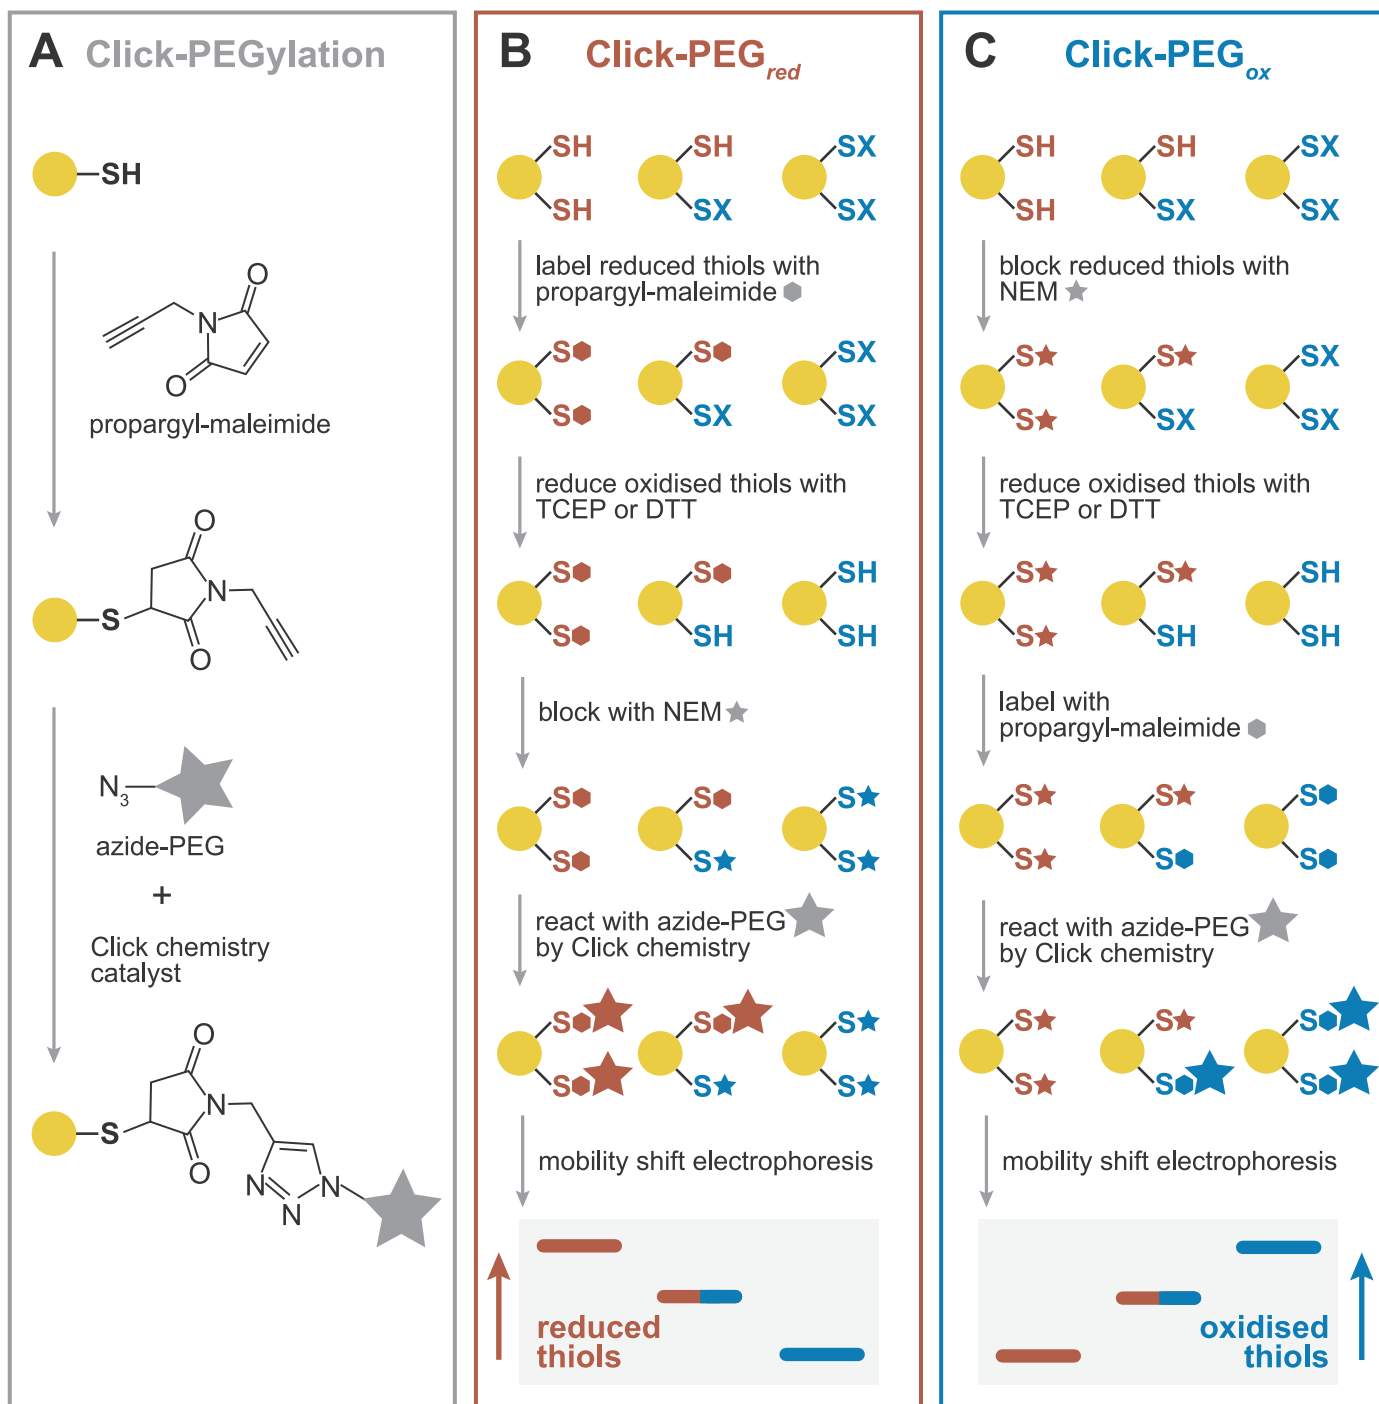 A Click-PEGylation
SH
O
N
O
propargyl-maleimide
O
S
N
O
N3
azide-PEG
+
Click chemistry
catalyst
O
S
N
O
N
N
N
B Click-PEGred
SH SH SX
SH SX SX
label reduced thiols with
propargyl-maleimide
S S SX
S SX SX
reduce oxidised thiols with
TCEP or DTT
S S SH
S SH SH
block with NEM
S S S
S S S
react with azide-PEG
by Click chemistry
S S S
S S S
mobility shift electrophoresis
reduced
thiols
C Click-PEGox
SH SH SX
SH SX SX
block reduced thiols with
NEM
S S SX
S SX SX
reduce oxidised thiols with
TCEP or DTT
S S SH
S SH SH
label with
propargyl-maleimide
S S S
S S S
react with azide-PEG
by Click chemistry
S S S
S S S
mobility shift electrophoresis
oxidised
thiols